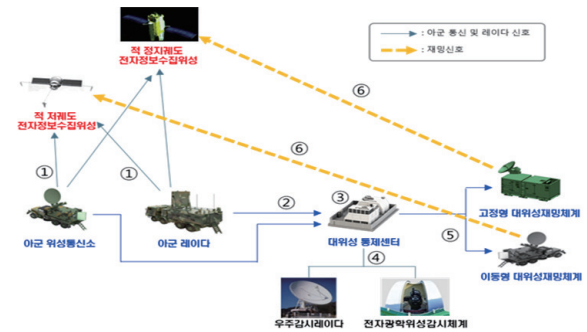 적 정지궤도
전자정보수집위성
: 아군 통신 및 레이다 신호
: 재밍신호
적 저궤도
전자정보수집위성
⑥
⑥
①
①
②
③
④
⑤
아군 위성통신소
아군 레이다
대위성 통제센터
고정형 대위성재밍체계
이동형 대위성재밍체계
우주감시레이다
전자광학위성감시체계